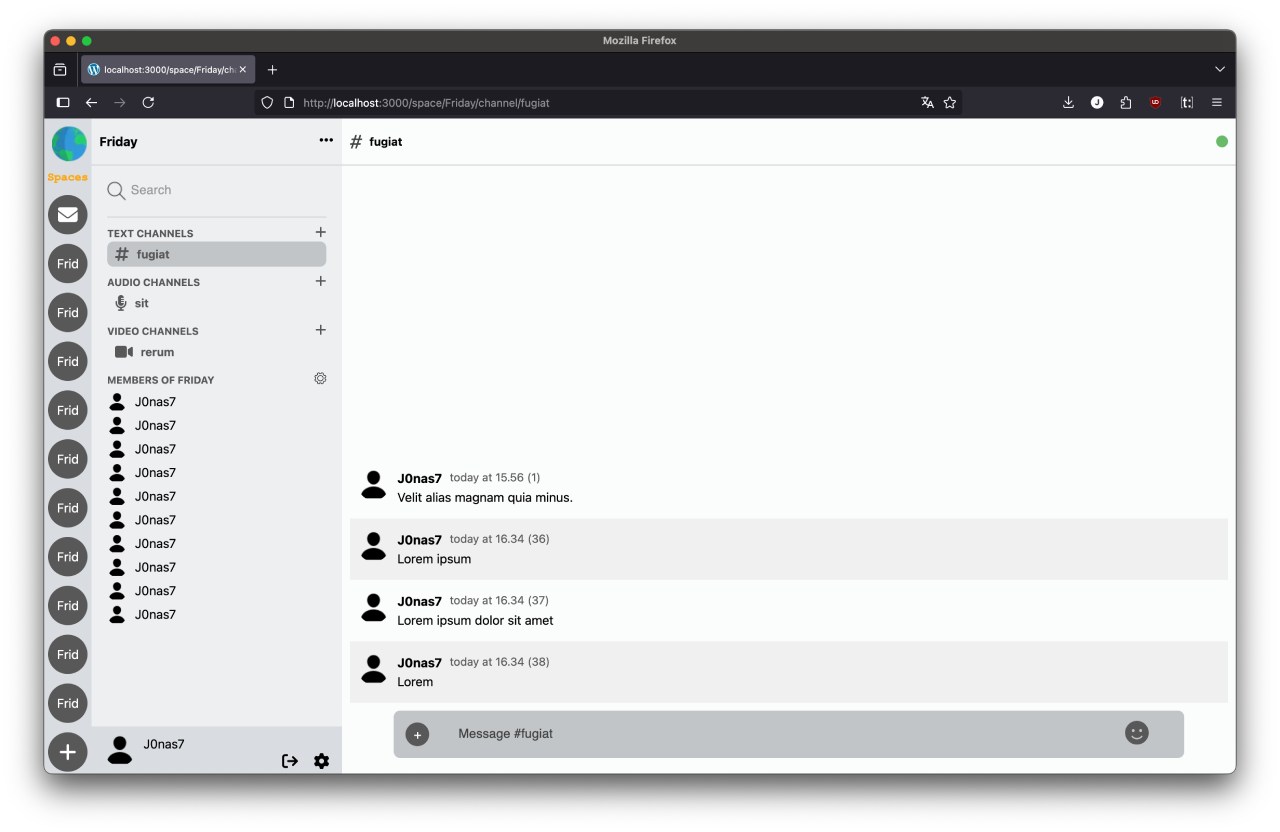 Mozilla Firefox
localhost:3000/space/Friday/ch
http://localhost:3000/space/Friday/channel/fugiat
Spaces
Frid
Frid
Frid
Frid
Frid
Frid
Frid
Frid
Frid
Frid
Friday
Search
TEXT CHANNELS
# fugiat
AUDIO CHANNELS
sit
VIDEO CHANNELS
rerum
MEMBERS OF FRIDAY
J0nas7
J0nas7
J0nas7
J0nas7
J0nas7
J0nas7
J0nas7
J0nas7
J0nas7
J0nas7
J0nas7
# fugiat
J0nas7 today at 15.56 (1)
Velit alias magnam quia minus.
J0nas7 today at 16.34 (36)
Lorem ipsum
J0nas7 today at 16.34 (37)
Lorem ipsum dolor sit amet
J0nas7 today at 16.34 (38)
Lorem
Message #fugiat